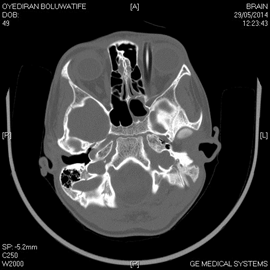 OYEDIRAN BOLUWATIFE
DOB:
49
[A]
BRAIN
29/05/2014
12:23:43
[R]
[L]
SP: -5.2mm
C250
W2000
[P]
GE MEDICAL SYSTEMS